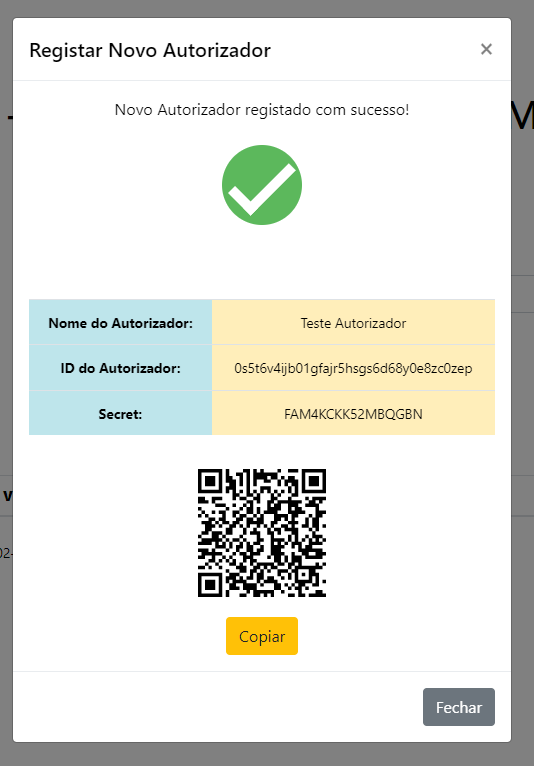 Registar Novo Autorizador ×
Novo Autorizador registado com sucesso!
Nome do Autorizador: Teste Autorizador
ID do Autorizador: 0s5t6v4ijb01gfajr5hsgs6d68y0e8zc0zep
Secret: FAM4KCKK52MBQGBN
Copiar
Fechar